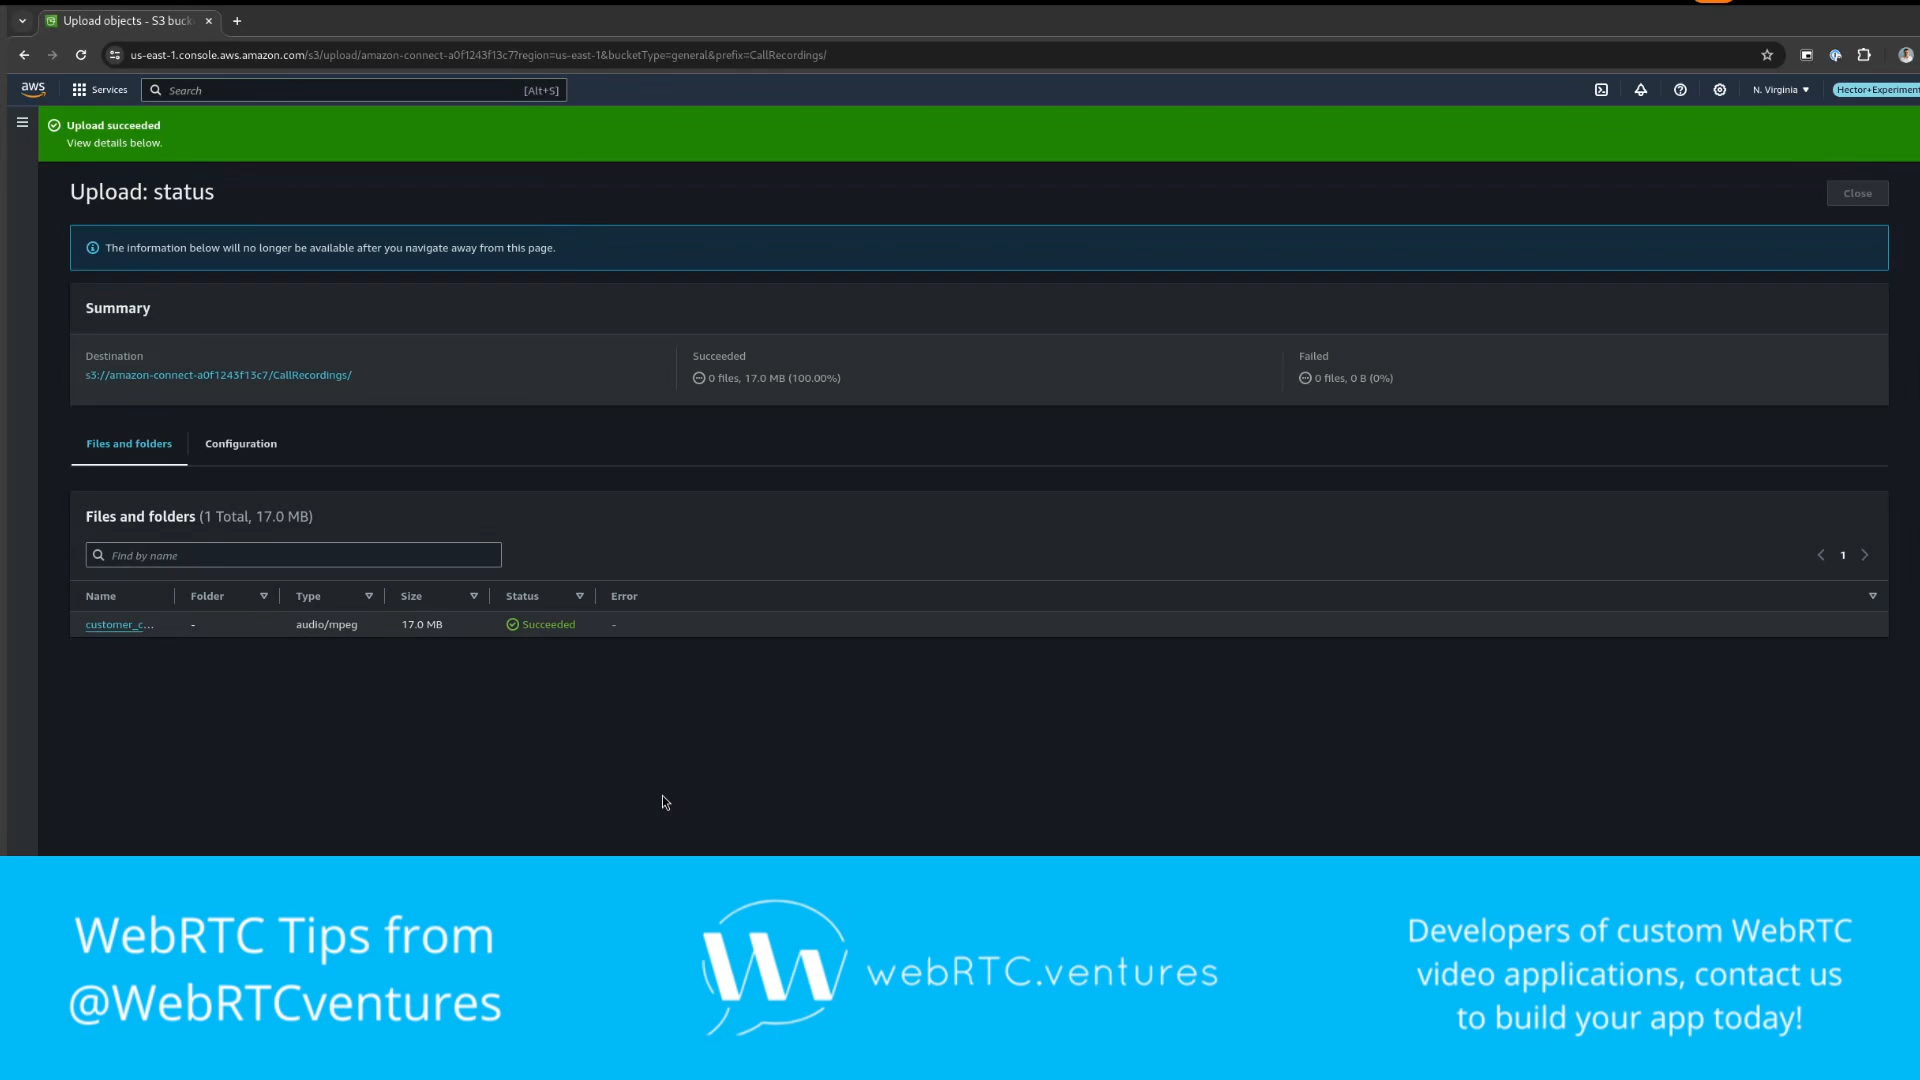 Upload objects - S3 buck
us-east-1.console.aws.amazon.com/s3/upload/amazon-connect-a0f1243f13c7?region=us-east-1&bucketType=general&prefix=CallRecordings/
aws
Services
Search
[Alt+S]
N. Virginia
Hector+Experiment
Upload succeeded
View details below.
Upload: status
Close
The information below will no longer be available after you navigate away from this page.
Summary
Destination
s3://amazon-connect-a0f1243f13c7/CallRecordings/
Succeeded
0 files, 17.0 MB (100.00%)
Failed
0 files, 0 B (0%)
Files and folders
Configuration
Files and folders (1 Total, 17.0 MB)
Find by name
1
Name Folder Type Size Status Error
customer_c... - audio/mpeg 17.0 MB Succeeded -
WebRTC Tips from
@WebRTCventures
webRTC.ventures
Developers of custom WebRTC
video applications, contact us
to build your app today!